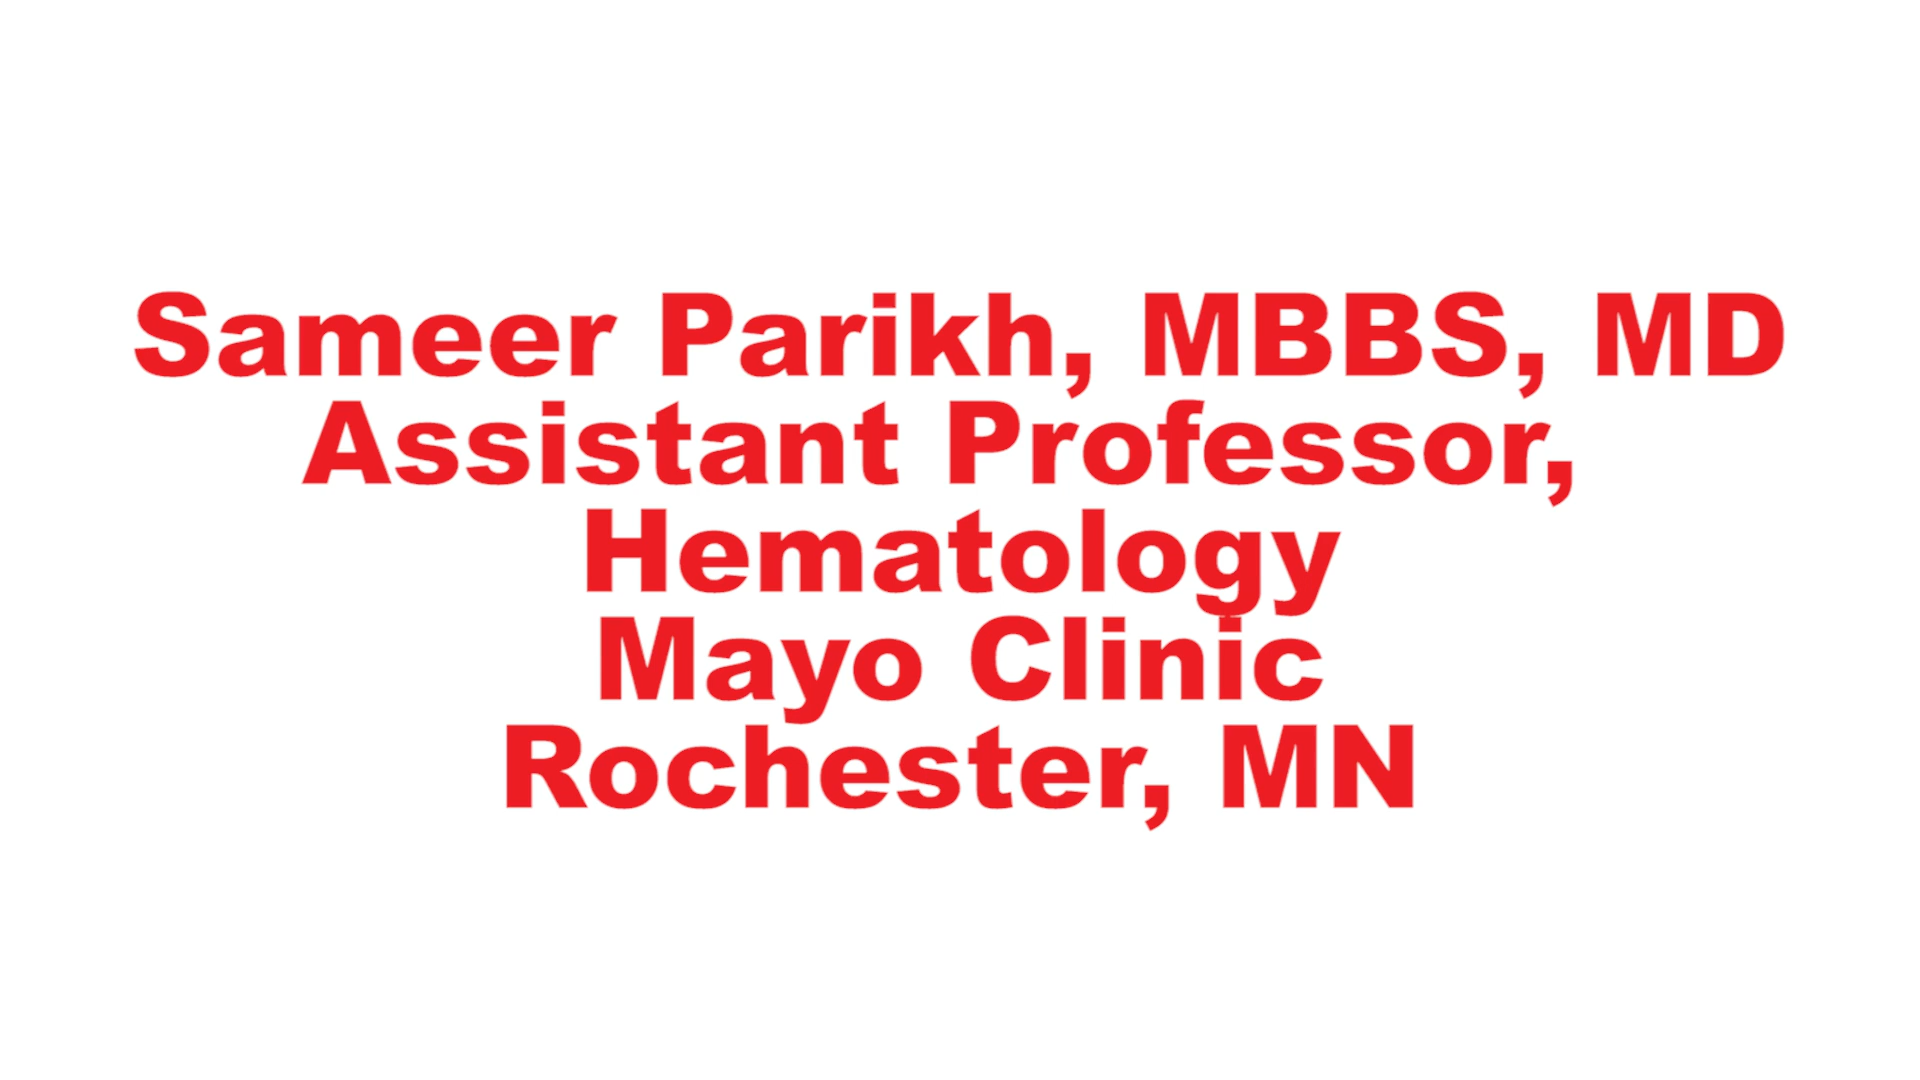 Sameer Parikh, MBBS, MD
Assistant Professor,
Hematology
Mayo Clinic
Rochester, MN